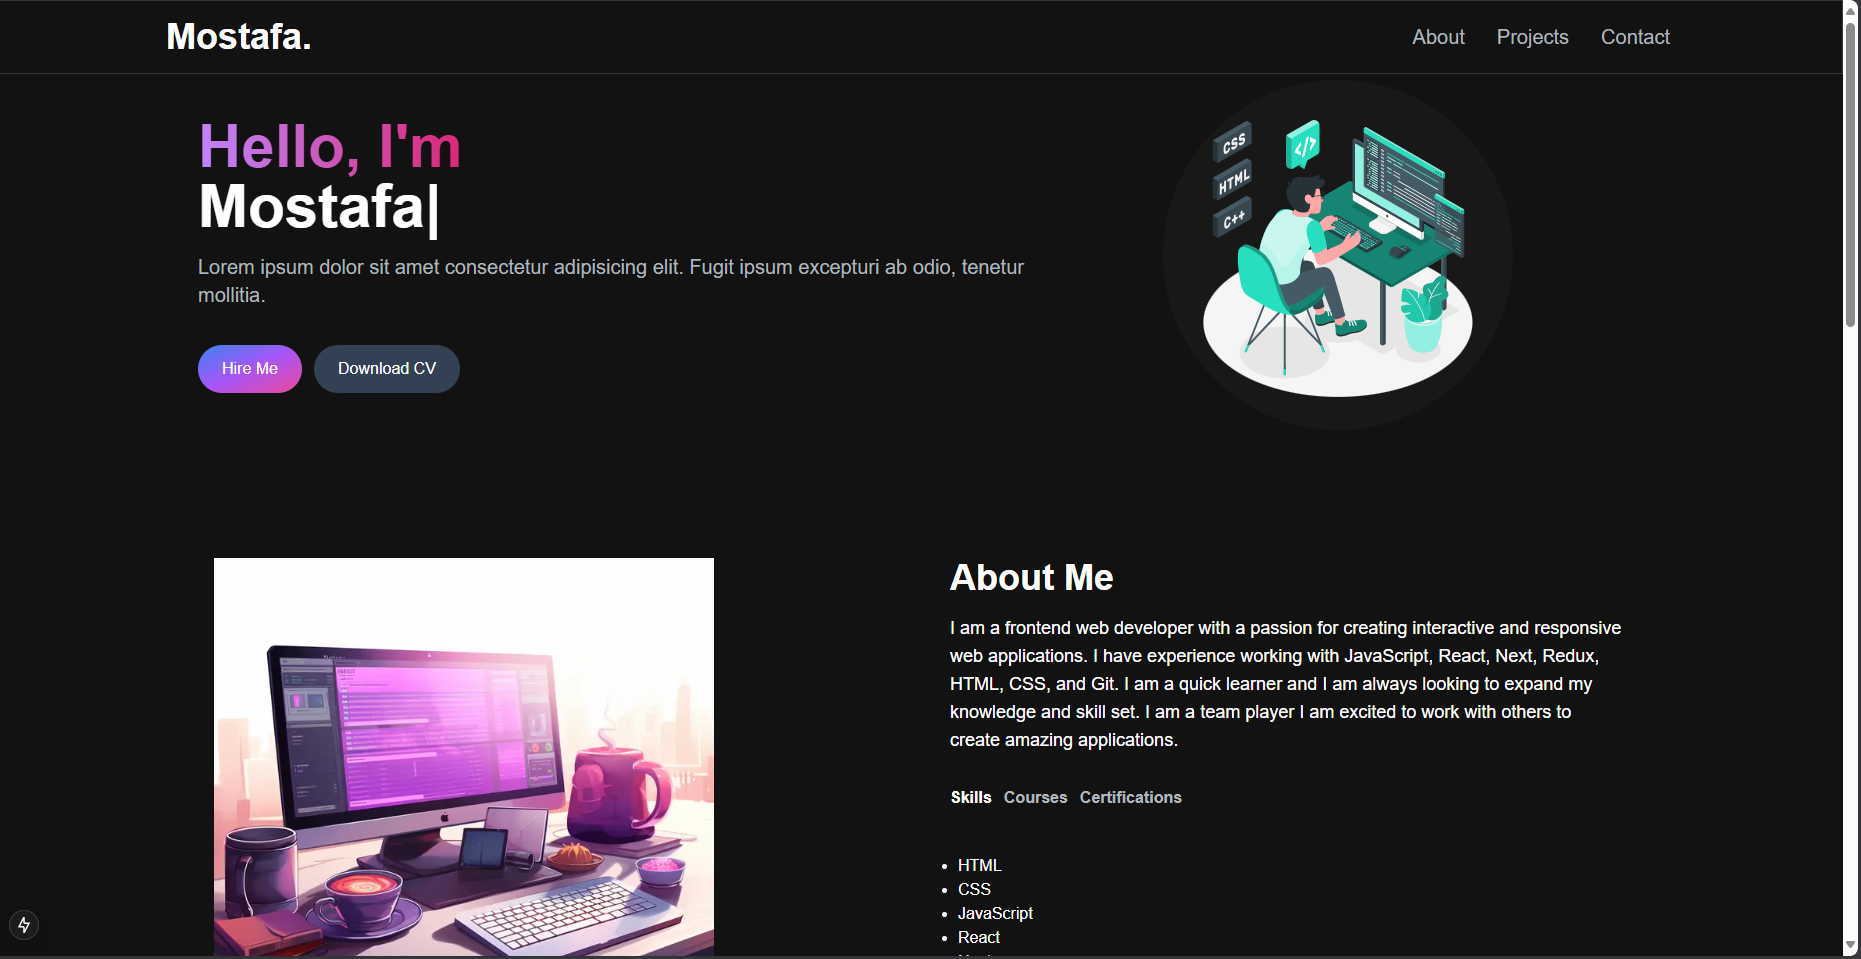 Mostafa.
About Projects Contact
Hello, I'm
Mostafa|
Lorem ipsum dolor sit amet consectetur adipisicing elit. Fugit ipsum excepturi ab odio, tenetur
mollitia.
Hire Me Download CV
CSS
</>
HTML
C++
About Me
I am a frontend web developer with a passion for creating interactive and responsive
web applications. I have experience working with JavaScript, React, Next, Redux,
HTML, CSS, and Git. I am a quick learner and I am always looking to expand my
knowledge and skill set. I am a team player I am excited to work with others to
create amazing applications.
Skills Courses Certifications
HTML
CSS
JavaScript
React